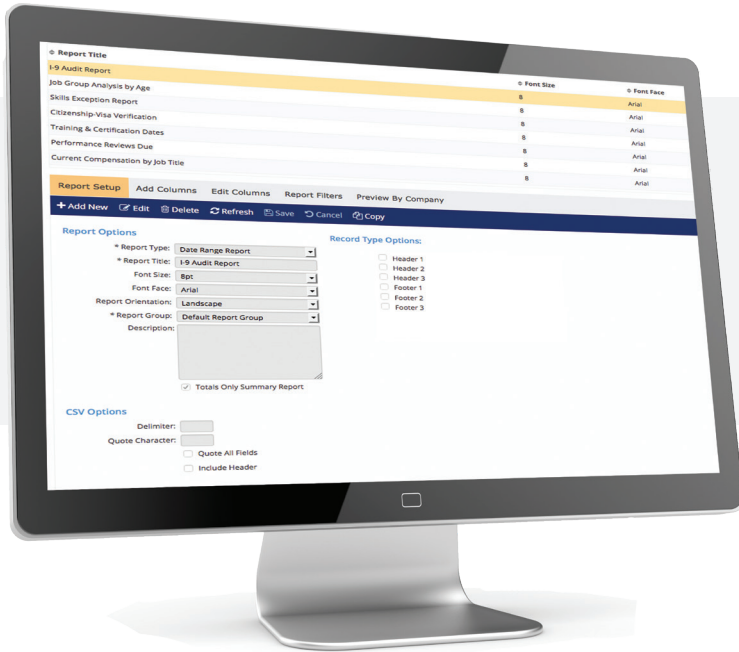 Report Title Font Size Font Face
I-9 Audit Report 8 Arial
Job Group Analysis by Age 8 Arial
Skills Exception Report 8 Arial
Citizenship-Visa Verification 8 Arial
Training & Certification Dates 8 Arial
Performance Reviews Due 8 Arial
Current Compensation by Job Title 8 Arial
Report Setup Add Columns Edit Columns Report Filters Preview By Company
Add New Edit Delete Refresh Save Cancel Copy
Report Options
* Report Type: Date Range Report
* Report Title: I-9 Audit Report
Font Size: 8pt
Font Face: Arial
Report Orientation: Landscape
* Report Group: Default Report Group
Description:
Totals Only Summary Report
Record Type Options:
Header 1
Header 2
Header 3
Footer 1
Footer 2
Footer 3
CSV Options
Delimiter:
Quote Character:
Quote All Fields
Include Header